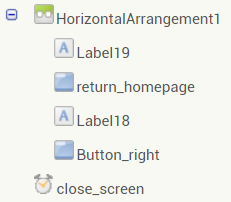 HorizontalArrangement1
A Label19
return_homepage
A Label18
Button_right
close_screen